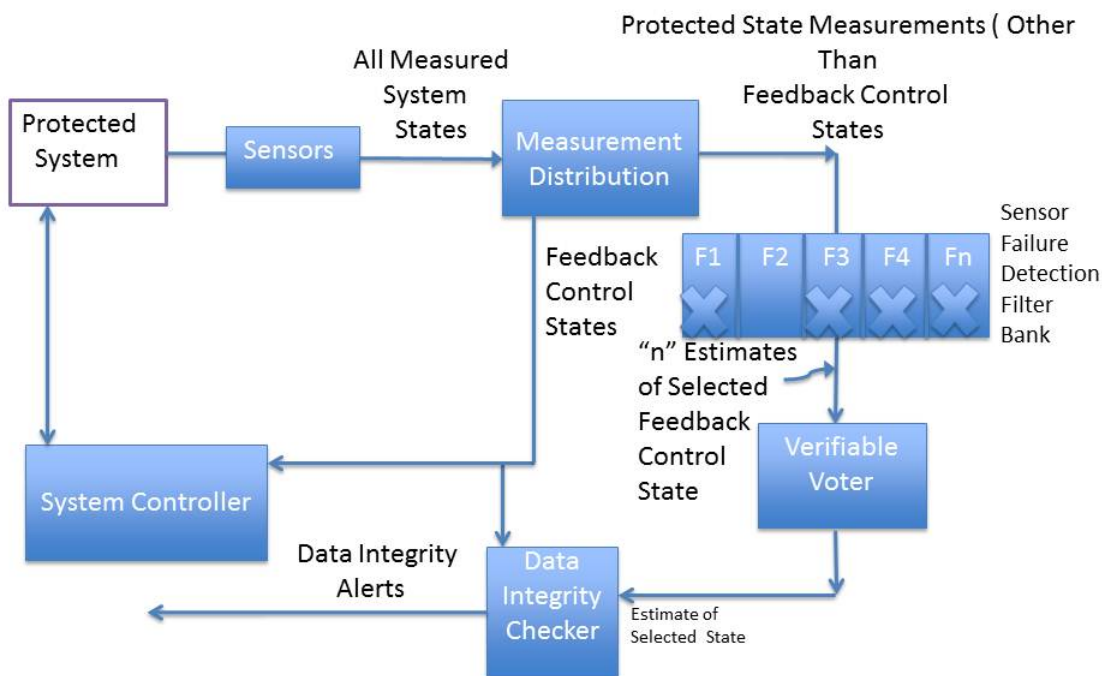 Protected State Measurements ( Other
Than
Feedback Control
States
All Measured
System
States
Protected
System
Sensors
Measurement
Distribution
Sensor
Failure
Detection
Filter
Bank
F1 F2 F3 F4 Fn
Feedback
Control
States
“n” Estimates
of Selected
Feedback
Control
State
Verifiable
Voter
System Controller
Data Integrity
Alerts
Data
Integrity
Checker
Estimate of
Selected State